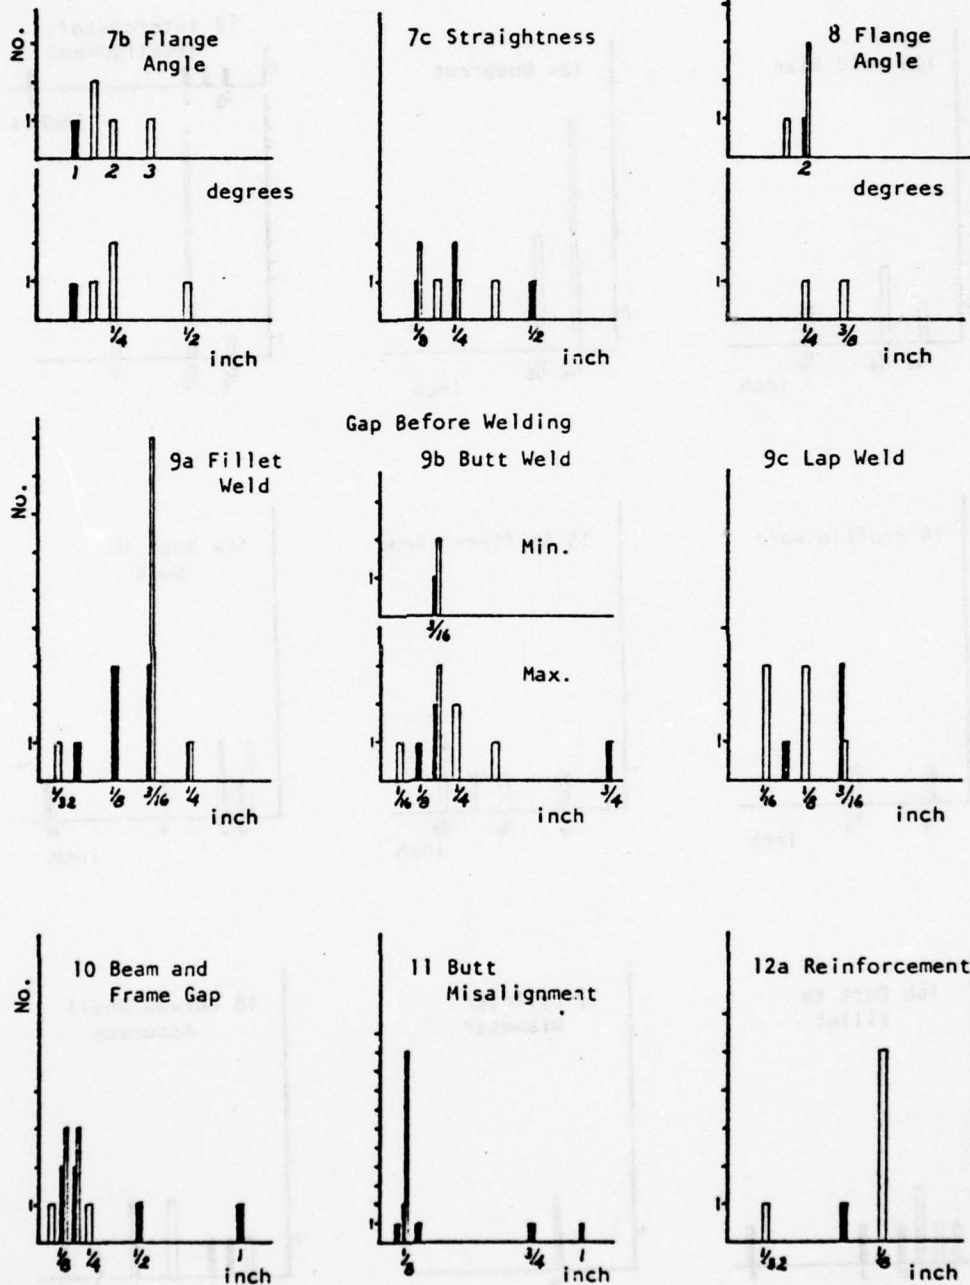 No.
7b Flange
Angle
1
1 2 3
degrees
1
1/4 1/2
inch
7c Straightness
1
1/8 1/4 1/2
inch
8 Flange
Angle
1
2
degrees
1
1/4 3/8
inch
Gap Before Welding
No.
9a Fillet
Weld
1
1/32 1/8 3/16 1/4
inch
9b Butt Weld
Min.
1
3/16
Max.
1
1/16 1/8 1/4 3/4
inch
9c Lap Weld
1
1/16 1/8 3/16
inch
No.
10 Beam and
Frame Gap
1
1/8 1/4 1/2 1
inch
11 Butt
Misalignment
1
1/8 3/4 1
inch
12a Reinforcement
1
1/32 1/8
inch